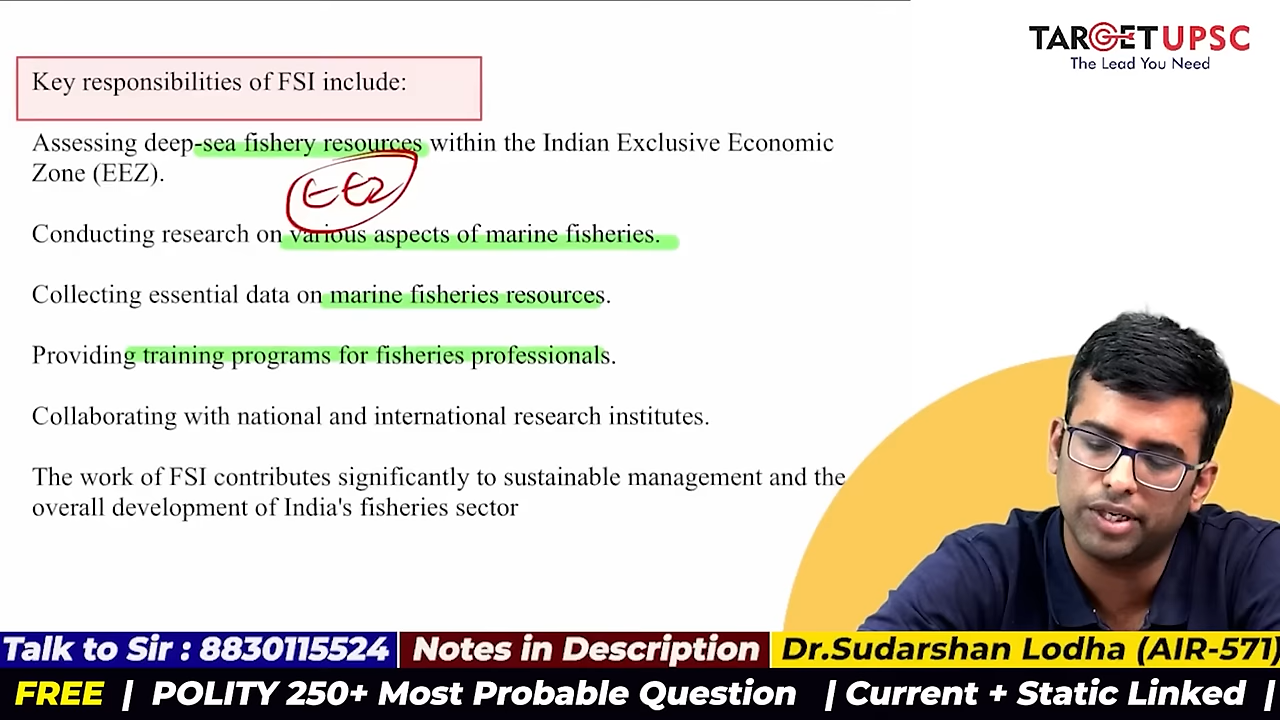 TARGET UPSC
The Lead You Need
Key responsibilities of FSI include:
Assessing deep-sea fishery resources within the Indian Exclusive Economic
Zone (EEZ).
EEZ
Conducting research on various aspects of marine fisheries.
Collecting essential data on marine fisheries resources.
Providing training programs for fisheries professionals.
Collaborating with national and international research institutes.
The work of FSI contributes significantly to sustainable management and the
overall development of India's fisheries sector
Talk to Sir : 8830115524 Notes in Description Dr.Sudarshan Lodha (AIR-571)
FREE | POLITY 250+ Most Probable Question | Current + Static Linked |